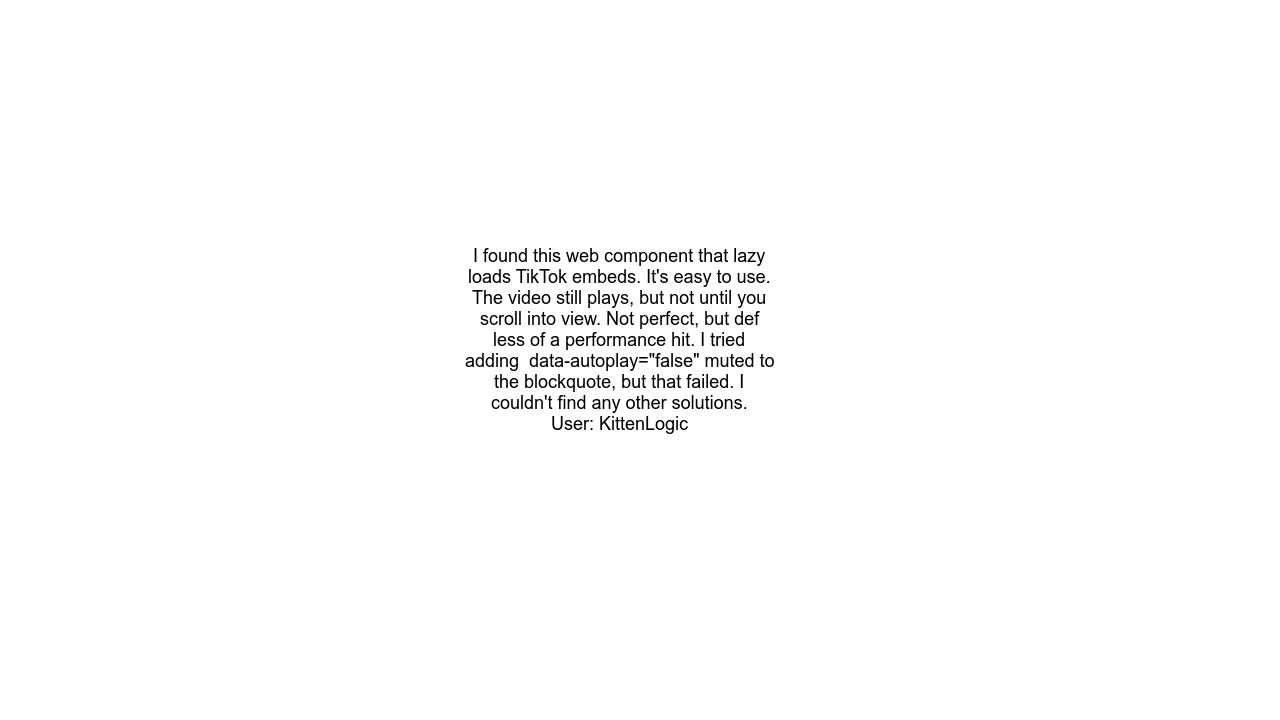 I found this web component that lazy
loads TikTok embeds. It's easy to use.
The video still plays, but not until you
scroll into view. Not perfect, but def
less of a performance hit. I tried
adding  data-autoplay="false" muted to
the blockquote, but that failed. I
couldn't find any other solutions.
User: KittenLogic